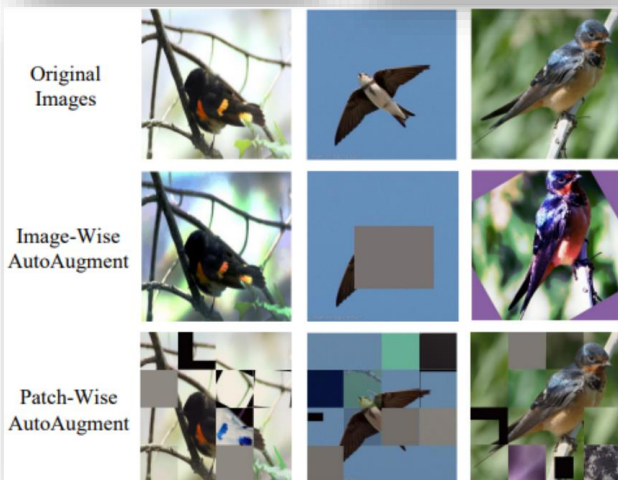 Original
Images
Image-Wise
AutoAugment
Patch-Wise
AutoAugment